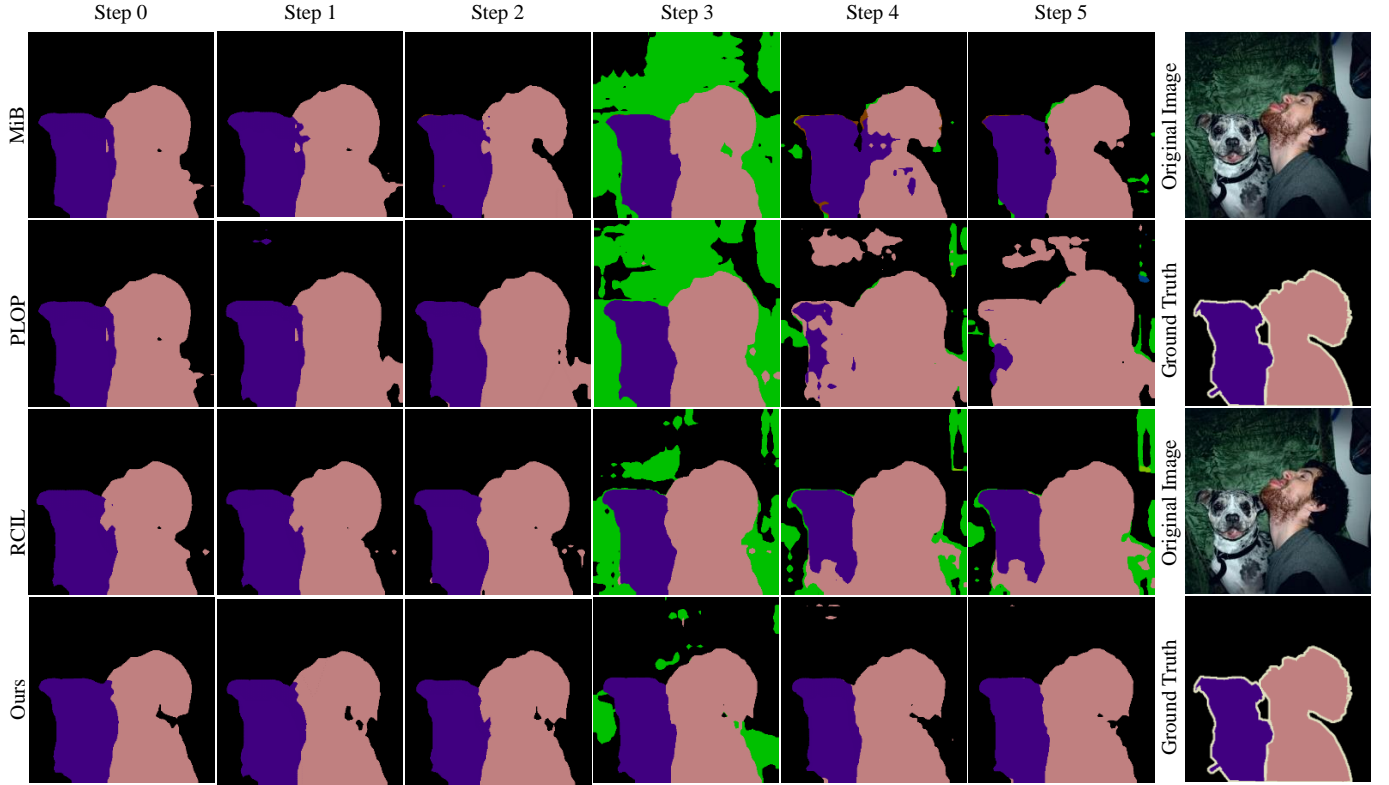 Step 0 Step 1 Step 2 Step 3 Step 4 Step 5
MiB
Original Image
PLOP
Ground Truth
RCIL
Original Image
Ours
Ground Truth